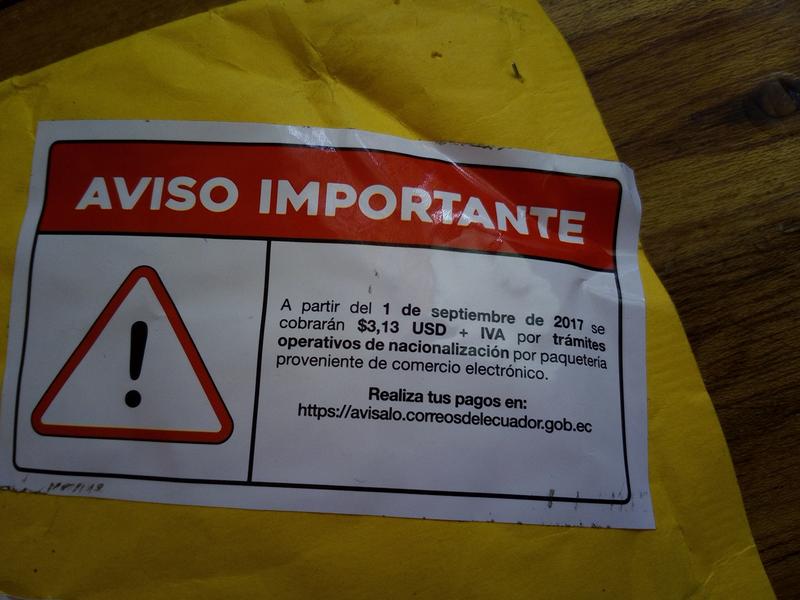 AVISO IMPORTANTE
!
A partir del 1 de septiembre de 2017 se
cobrarán $3,13 USD + IVA por trámites
operativos de nacionalización por paquetería
proveniente de comercio electrónico.
Realiza tus pagos en:
https://avisalo.correosdelecuador.gob.ec